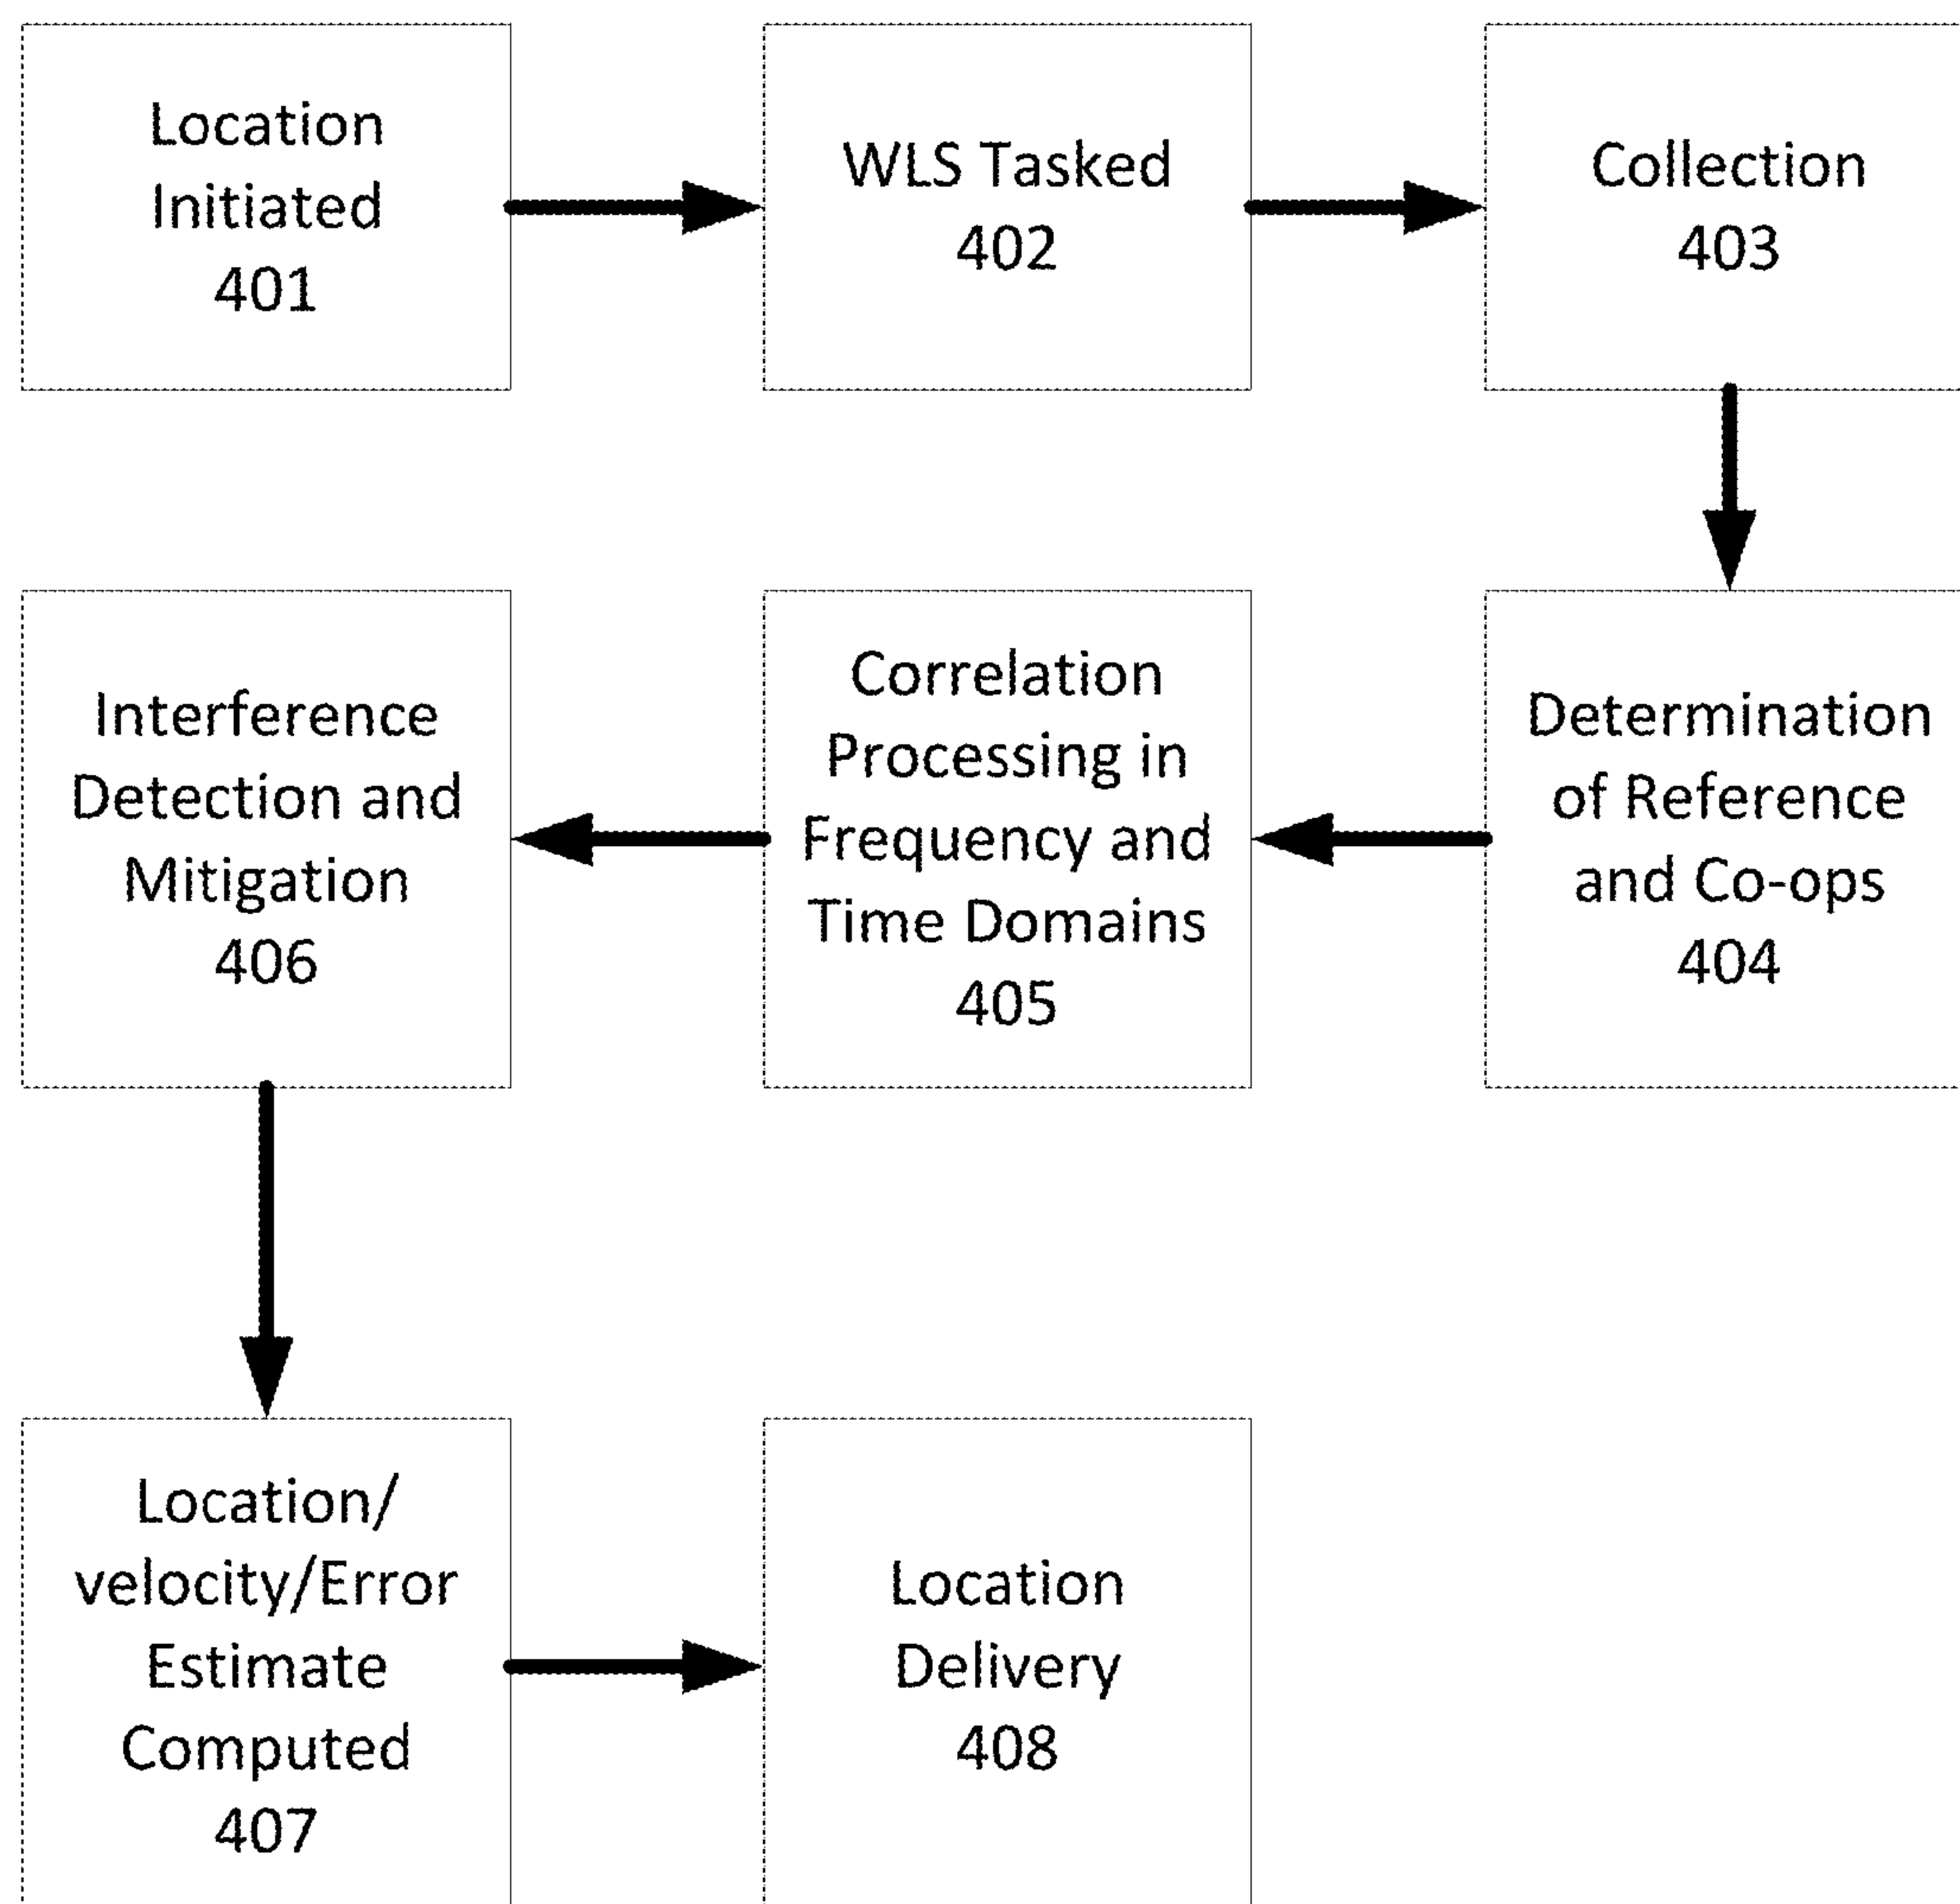 Location
Initiated
401
WLS Tasked
402
Collection
403
Determination
of Reference
and Co-ops
404
Correlation
Processing in
Frequency and
Time Domains
405
Interference
Detection and
Mitigation
406
Location/
velocity/Error
Estimate
Computed
407
Location
Delivery
408